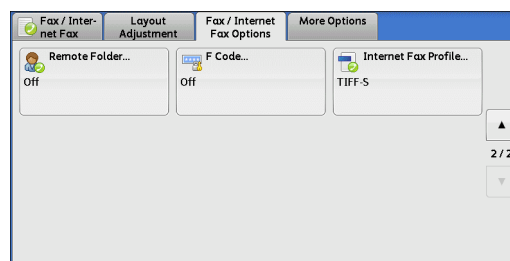 Fax / Inter-
net Fax
Layout
Adjustment
Fax / Internet
Fax Options
More Options
Remote Folder...
Off
F Code...
Off
Internet Fax Profile...
TIFF-S
2 / 2